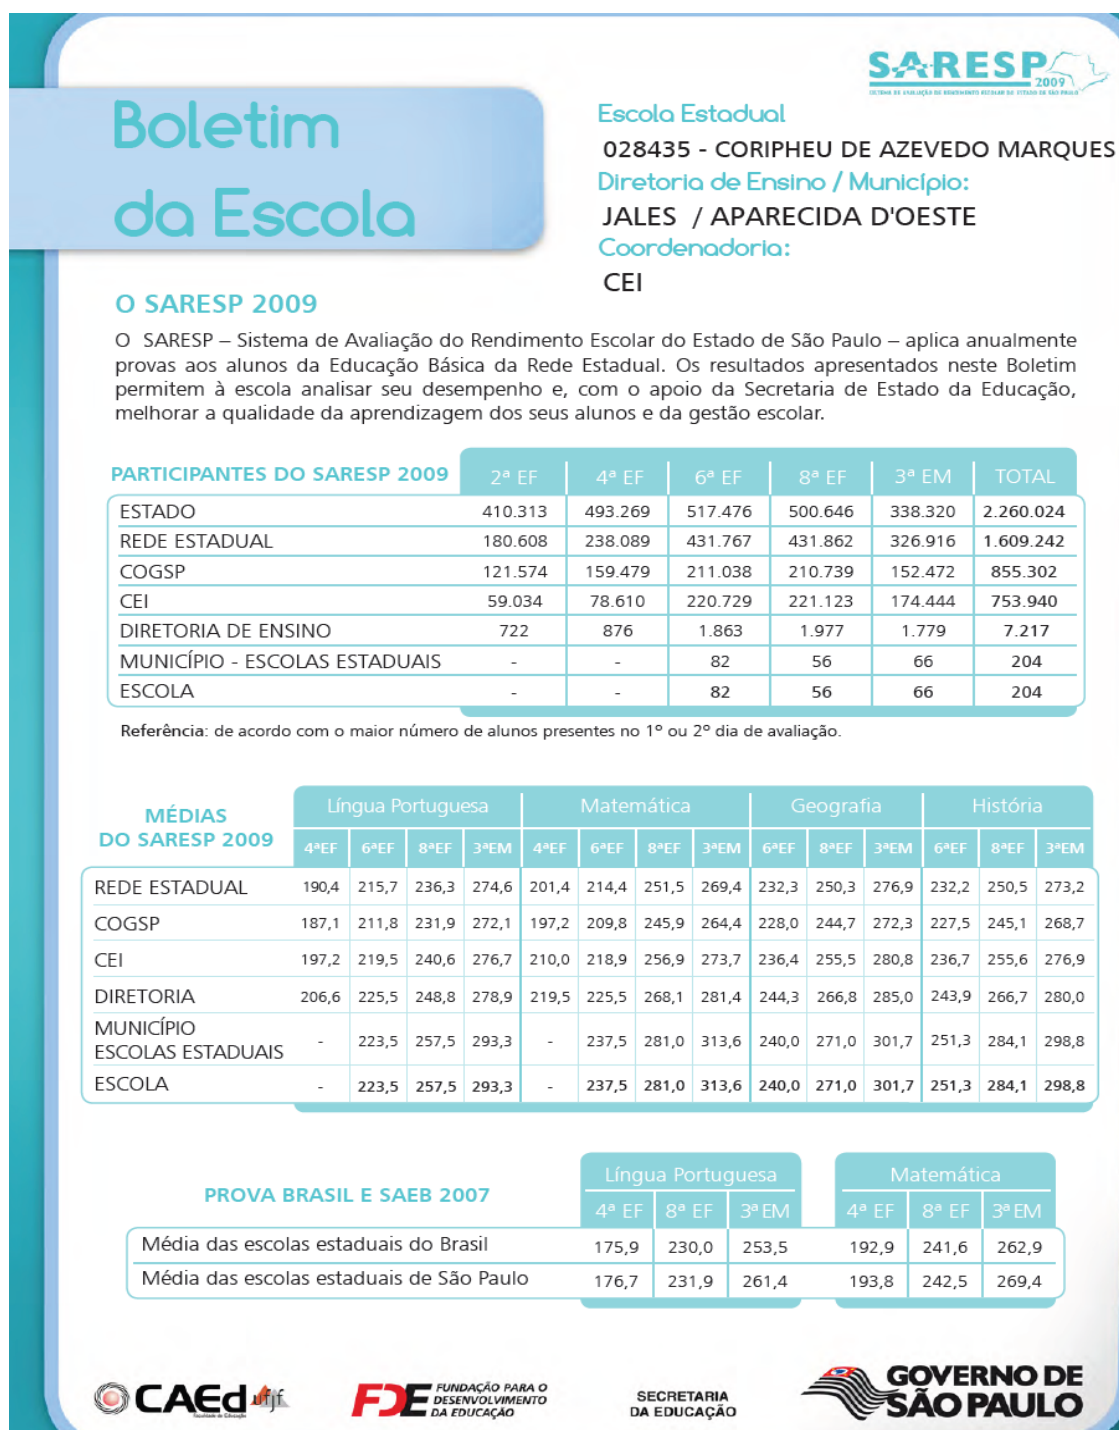 SARESP
2009
SISTEMA DE AVALIAÇÃO DE RENDIMENTO ESCOLAR DO ESTADO DE SÃO PAULO
Boletim
da Escola
Escola Estadual
028435 - CORIPHEU DE AZEVEDO MARQUES
Diretoria de Ensino / Município:
JALES / APARECIDA D'OESTE
Coordenadoria:
CEI
O SARESP 2009
O SARESP – Sistema de Avaliação do Rendimento Escolar do Estado de São Paulo – aplica anualmente
provas aos alunos da Educação Básica da Rede Estadual. Os resultados apresentados neste Boletim
permitem à escola analisar seu desempenho e, com o apoio da Secretaria de Estado da Educação,
melhorar a qualidade da aprendizagem dos seus alunos e da gestão escolar.
PARTICIPANTES DO SARESP 2009 2ª EF 4ª EF 6ª EF 8ª EF 3ª EM TOTAL
ESTADO 410.313 493.269 517.476 500.646 338.320 2.260.024
REDE ESTADUAL 180.608 238.089 431.767 431.862 326.916 1.609.242
COGSP 121.574 159.479 211.038 210.739 152.472 855.302
CEI 59.034 78.610 220.729 221.123 174.444 753.940
DIRETORIA DE ENSINO 722 876 1.863 1.977 1.779 7.217
MUNICÍPIO - ESCOLAS ESTADUAIS - - 82 56 66 204
ESCOLA - - 82 56 66 204
Referência: de acordo com o maior número de alunos presentes no 1º ou 2º dia de avaliação.
MÉDIAS
DO SARESP 2009
Língua Portuguesa Matemática Geografia História
4ªEF 6ªEF 8ªEF 3ªEM 4ªEF 6ªEF 8ªEF 3ªEM 6ªEF 8ªEF 3ªEM 6ªEF 8ªEF 3ªEM
REDE ESTADUAL 190,4 215,7 236,3 274,6 201,4 214,4 251,5 269,4 232,3 250,3 276,9 232,2 250,5 273,2
COGSP 187,1 211,8 231,9 272,1 197,2 209,8 245,9 264,4 228,0 244,7 272,3 227,5 245,1 268,7
CEI 197,2 219,5 240,6 276,7 210,0 218,9 256,9 273,7 236,4 255,5 280,8 236,7 255,6 276,9
DIRETORIA 206,6 225,5 248,8 278,9 219,5 225,5 268,1 281,4 244,3 266,8 285,0 243,9 266,7 280,0
MUNICÍPIO
ESCOLAS ESTADUAIS - 223,5 257,5 293,3 - 237,5 281,0 313,6 240,0 271,0 301,7 251,3 284,1 298,8
ESCOLA - 223,5 257,5 293,3 - 237,5 281,0 313,6 240,0 271,0 301,7 251,3 284,1 298,8
PROVA BRASIL E SAEB 2007
Língua Portuguesa Matemática
4ª EF 8ª EF 3ª EM 4ª EF 8ª EF 3ª EM
Média das escolas estaduais do Brasil 175,9 230,0 253,5 192,9 241,6 262,9
Média das escolas estaduais de São Paulo 176,7 231,9 261,4 193,8 242,5 269,4
CAEd ufjf
Faculdade de Educação
FDE FUNDAÇÃO PARA O
DESENVOLVIMENTO
DA EDUCAÇÃO
SECRETARIA
DA EDUCAÇÃO
GOVERNO DE
SÃO PAULO